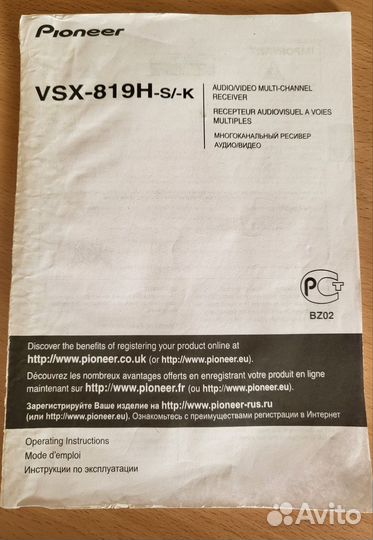 Pioneer
VSX-819H-S/-K
AUDIO/VIDEO MULTI-CHANNEL
RECEIVER
RECEPTEUR AUDIOVISUEL A VOIES
MULTIPLES
МНОГОКАНАЛЬНЫЙ РЕСИВЕР
АУДИО/ВИДЕО
РСТ
BZ02
Discover the benefits of registering your product online at
http://www.pioneer.co.uk (or http://www.pioneer.eu).
Découvrez les nombreux avantages offerts en enregistrant votre produit en ligne
maintenant sur http://www.pioneer.fr (ou http://www.pioneer.eu).
Зарегистрируйте Ваше изделие на http://www.pioneer-rus.ru
(или http://www.pioneer.eu). Ознакомьтесь с преимуществами регистрации в Интернет
Operating Instructions
Mode d'emploi
Инструкции по эксплуатации
Avito